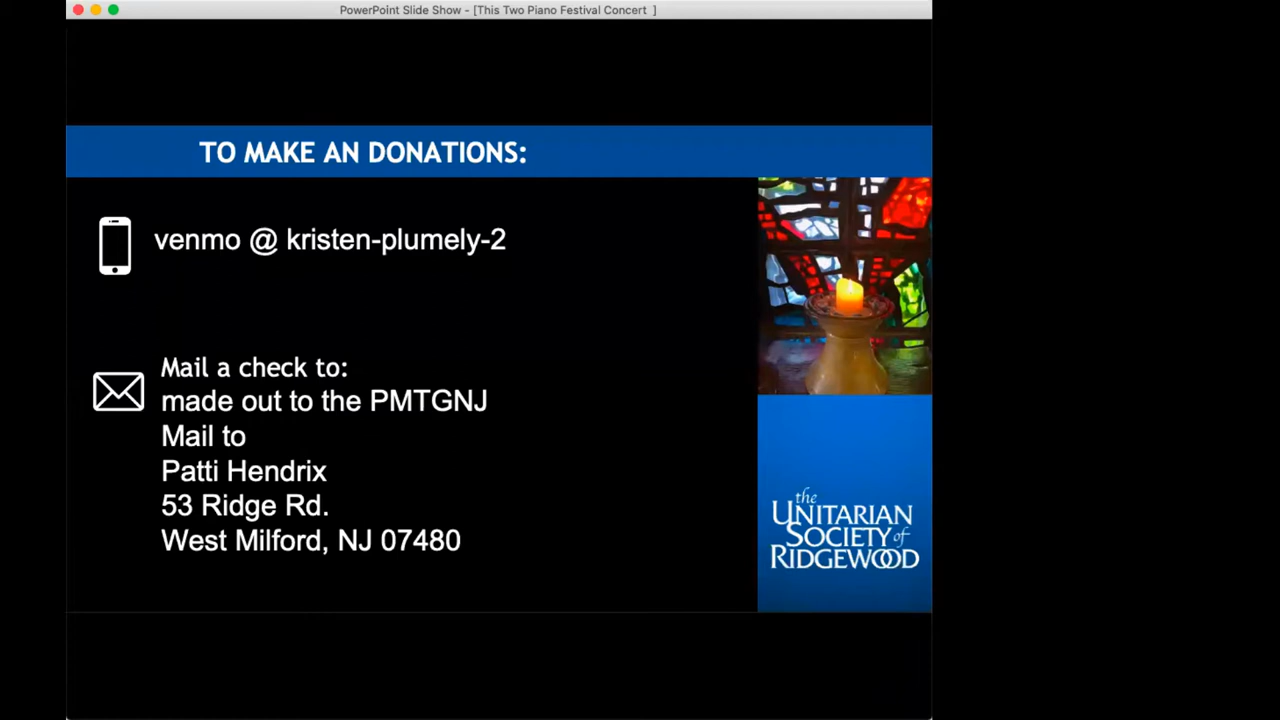 PowerPoint Slide Show - [This Two Piano Festival Concert ]
TO MAKE AN DONATIONS:
venmo @ kristen-plumely-2
Mail a check to:
made out to the PMTGNJ
Mail to
Patti Hendrix
53 Ridge Rd.
West Milford, NJ 07480
the
UNITARIAN
SOCIETY of
RIDGEWOOD